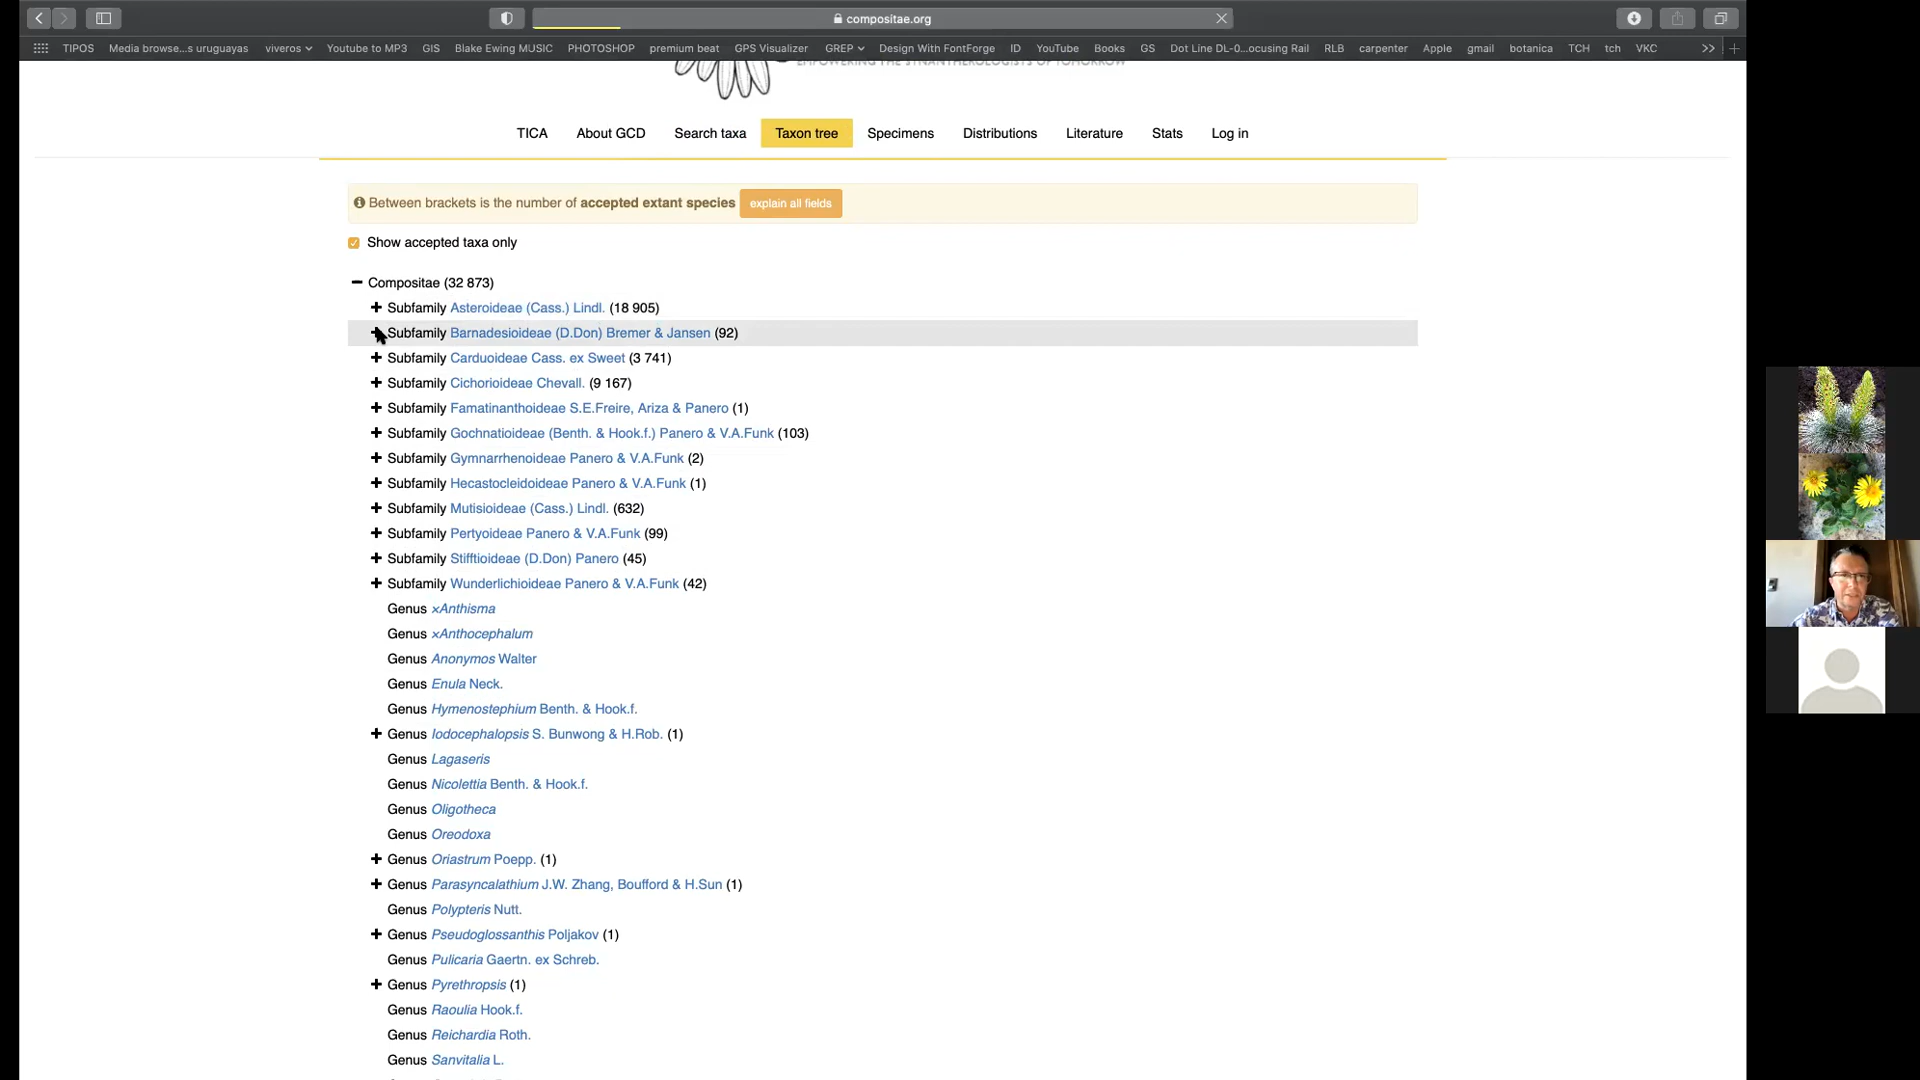 compositae.org
TIPOS Media browse...s uruguayas viveros Youtube to MP3 GIS Blake Ewing MUSIC PHOTOSHOP premium beat GPS Visualizer GREP Design With FontForge ID YouTube Books GS Dot Line DL-0...ocusing Rail RLB carpenter Apple gmail botanica TCH tch VKC
EMPOWERING THE SYNANTHEROLOGISTS OF TOMORROW
TICA About GCD Search taxa Taxon tree Specimens Distributions Literature Stats Log in
Between brackets is the number of accepted extant species explain all fields
Show accepted taxa only
Compositae (32 873)
Subfamily Asteroideae (Cass.) Lindl. (18 905)
Subfamily Barnadesioideae (D.Don) Bremer & Jansen (92)
Subfamily Carduoideae Cass. ex Sweet (3 741)
Subfamily Cichorioideae Chevall. (9 167)
Subfamily Famatinanthoideae S.E.Freire, Ariza & Panero (1)
Subfamily Gochnatioideae (Benth. & Hook.f.) Panero & V.A.Funk (103)
Subfamily Gymnarrhenoideae Panero & V.A.Funk (2)
Subfamily Hecastocleidoideae Panero & V.A.Funk (1)
Subfamily Mutisioideae (Cass.) Lindl. (632)
Subfamily Pertyoideae Panero & V.A.Funk (99)
Subfamily Stifftioideae (D.Don) Panero (45)
Subfamily Wunderlichioideae Panero & V.A.Funk (42)
Genus ×Anthisma
Genus ×Anthocephalum
Genus Anonymos Walter
Genus Enula Neck.
Genus Hymenostephium Benth. & Hook.f.
Genus Iodocephalopsis S. Bunwong & H.Rob. (1)
Genus Lagaseris
Genus Nicolettia Benth. & Hook.f.
Genus Oligotheca
Genus Oreodoxa
Genus Oriastrum Poepp. (1)
Genus Parasyncalathium J.W. Zhang, Boufford & H.Sun (1)
Genus Polypteris Nutt.
Genus Pseudoglossanthis Poljakov (1)
Genus Pulicaria Gaertn. ex Schreb.
Genus Pyrethropsis (1)
Genus Raoulia Hook.f.
Genus Reichardia Roth.
Genus Sanvitalia L.